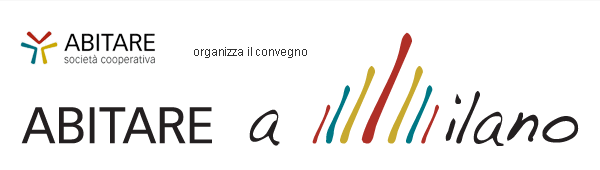 ABITARE
società cooperativa
organizza il convegno
ABITARE a Milano